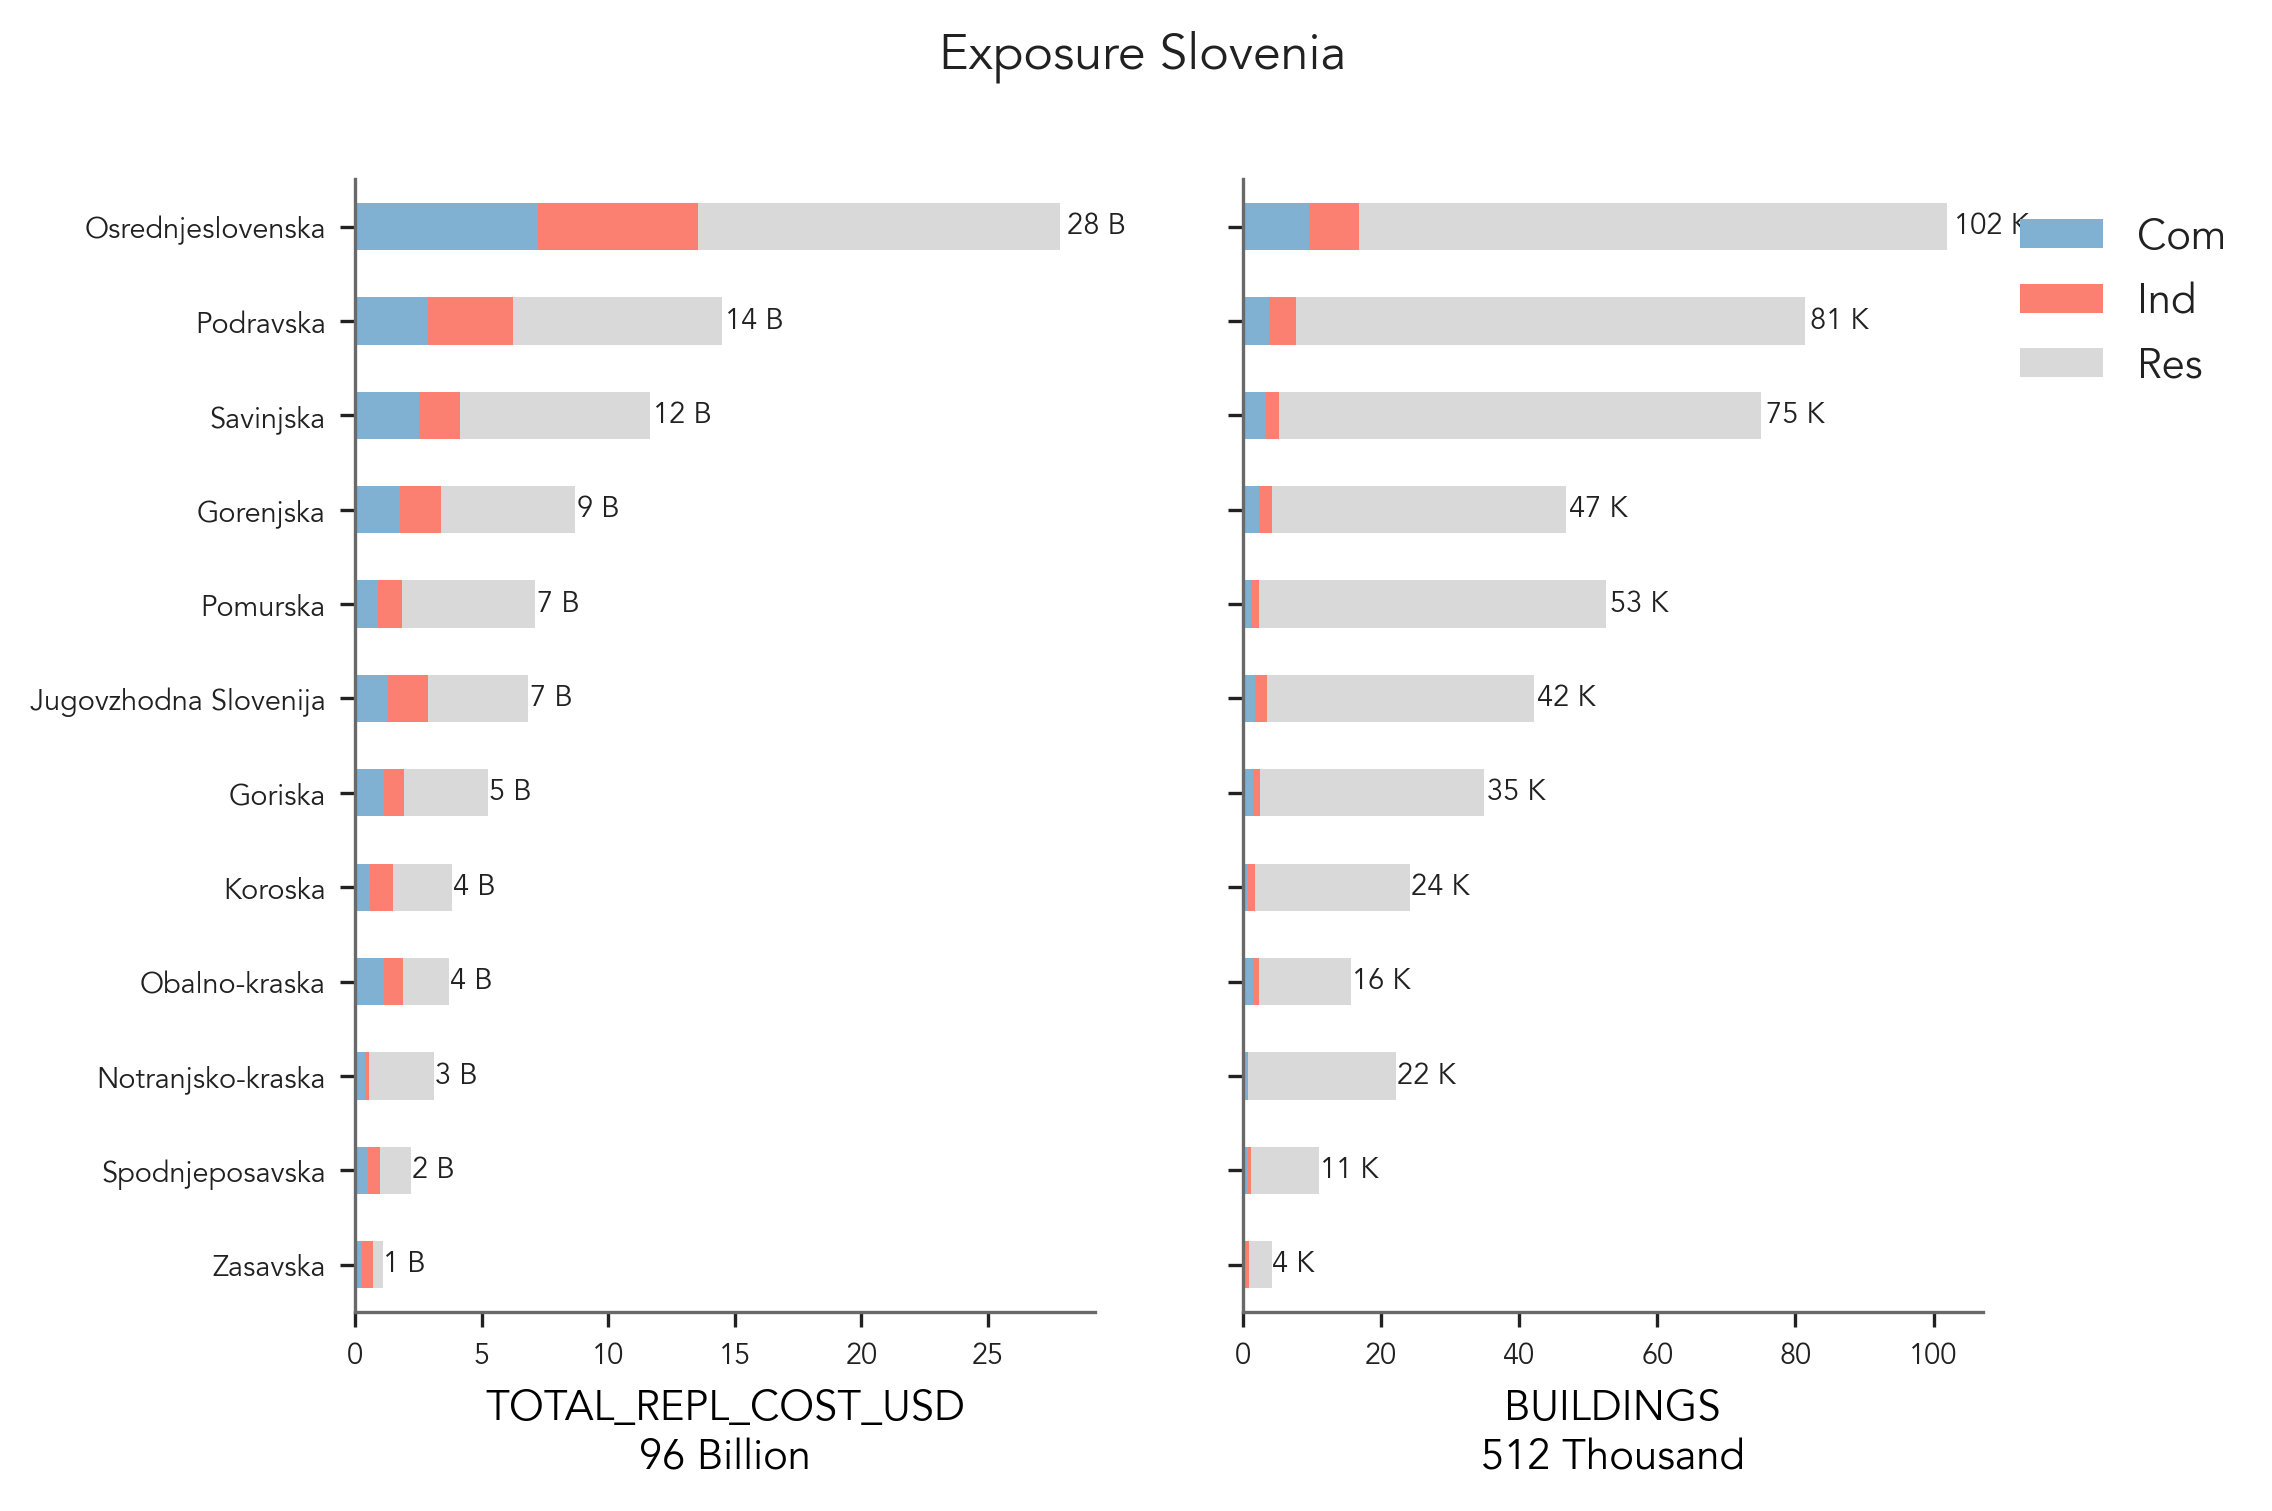 Exposure Slovenia
Osrednjeslovenska
Podravska
Savinjska
Gorenjska
Pomurska
Jugovzhodna Slovenija
Goriska
Koroska
Obalno-kraska
Notranjsko-kraska
Spodnjeposavska
Zasavska
28 B
14 B
12 B
9 B
7 B
7 B
5 B
4 B
4 B
3 B
2 B
1 B
0 5 10 15 20 25
TOTAL_REPL_COST_USD
96 Billion
102 K
81 K
75 K
47 K
53 K
42 K
35 K
24 K
16 K
22 K
11 K
4 K
0 20 40 60 80 100
BUILDINGS
512 Thousand
Com
Ind
Res